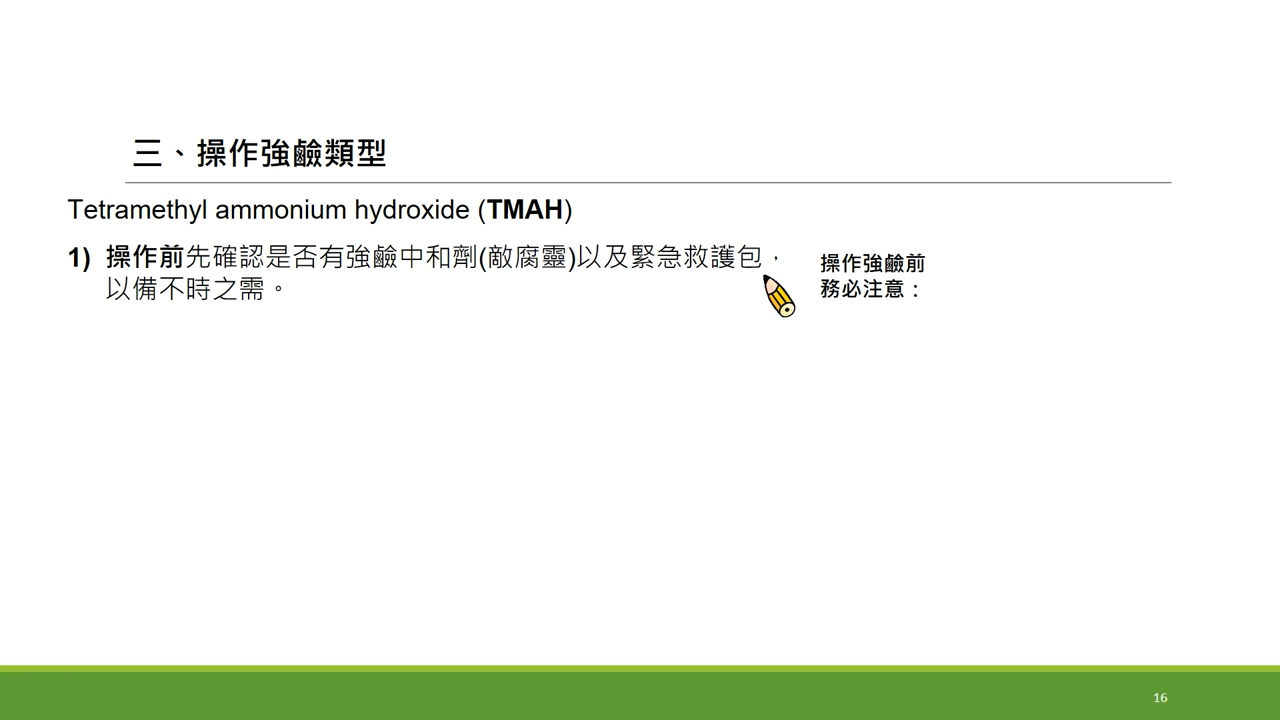 三、操作強鹼類型
Tetramethyl ammonium hydroxide (TMAH)
1) 操作前先確認是否有強鹼中和劑(敵腐靈)以及緊急救護包，
以備不時之需。
操作強鹼前
務必注意：
16